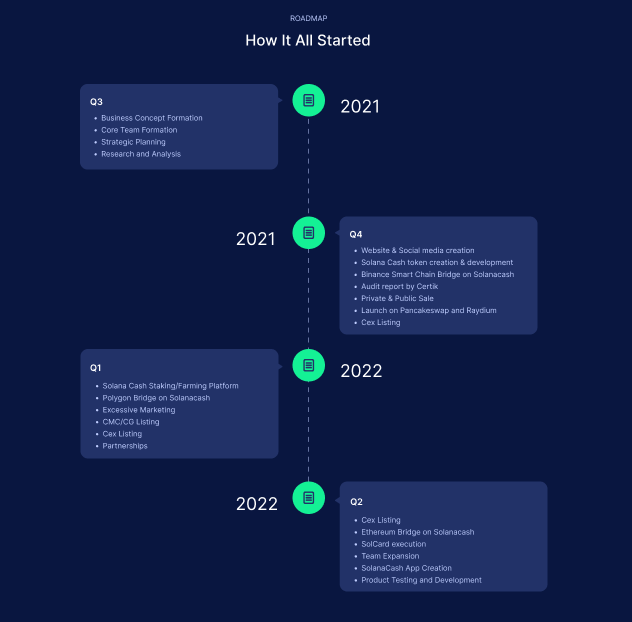 ROADMAP
How It All Started
Q3
• Business Concept Formation
• Core Team Formation
• Strategic Planning
• Research and Analysis
2021
2021
Q4
• Website & Social media creation
• Solana Cash token creation & development
• Binance Smart Chain Bridge on Solanacash
• Audit report by Certik
• Private & Public Sale
• Launch on Pancakeswap and Raydium
• Cex Listing
Q1
• Solana Cash Staking/Farming Platform
• Polygon Bridge on Solanacash
• Excessive Marketing
• CMC/CG Listing
• Cex Listing
• Partnerships
2022
2022
Q2
• Cex Listing
• Ethereum Bridge on Solanacash
• SolCard execution
• Team Expansion
• SolanaCash App Creation
• Product Testing and Development